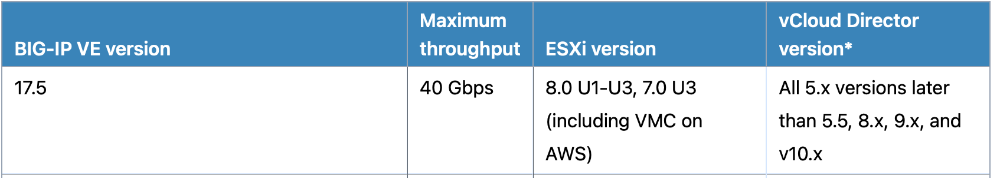 BIG-IP VE version
Maximum
throughput
ESXi version
vCloud Director
version*
17.5
40 Gbps
8.0 U1-U3, 7.0 U3
(including VMC on
AWS)
All 5.x versions later
than 5.5, 8.x, 9.x, and
v10.x